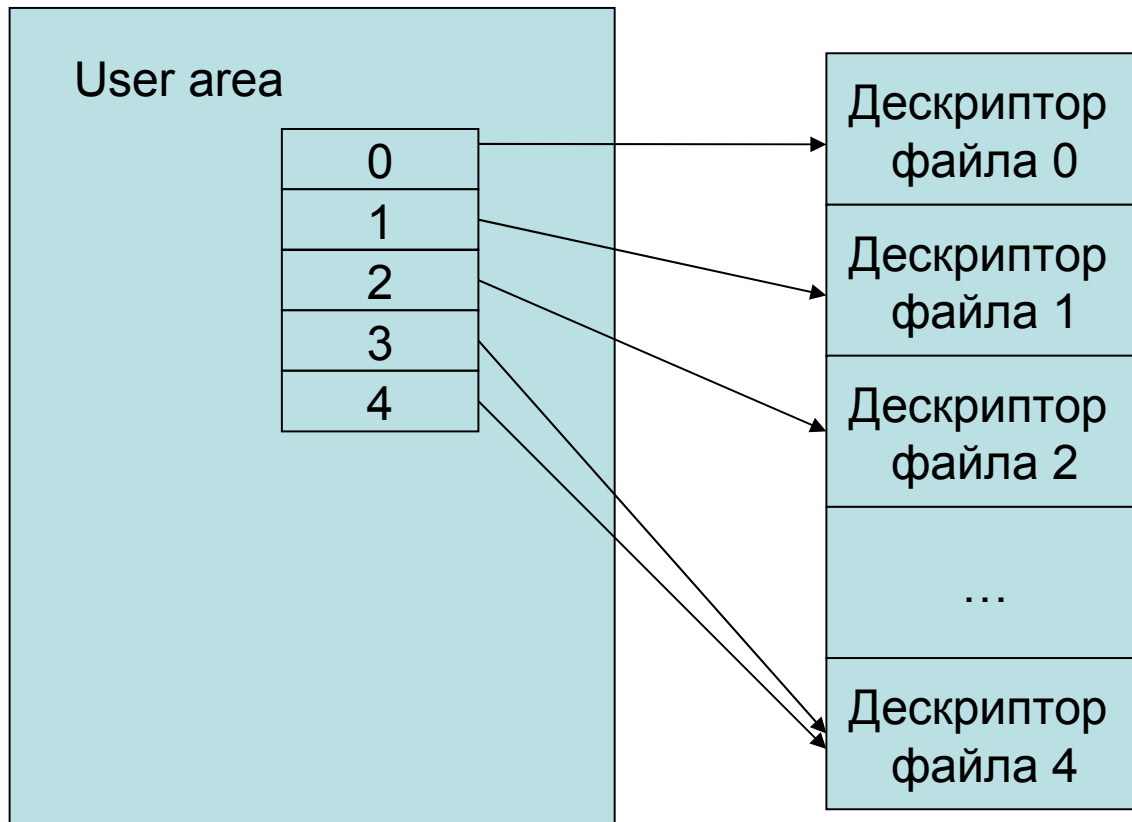 User area
0
1
2
3
4
Дескриптор
файла 0
Дескриптор
файла 1
Дескриптор
файла 2
…
Дескриптор
файла 4